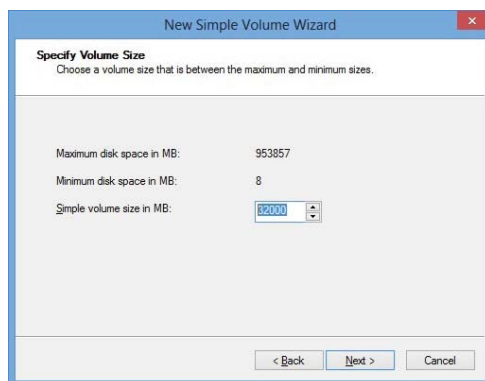 New Simple Volume Wizard
Specify Volume Size
Choose a volume size that is between the maximum and minimum sizes.
Maximum disk space in MB: 953857
Minimum disk space in MB: 8
Simple volume size in MB: 32000
< Back Next > Cancel